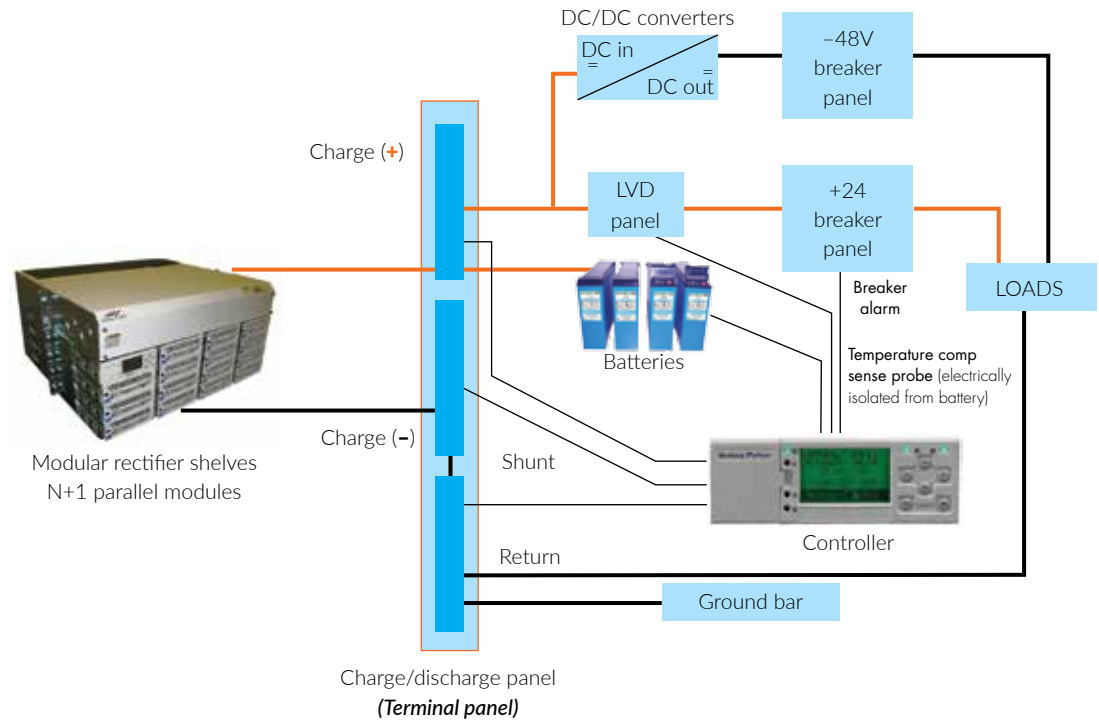 DC/DC converters
DC in
=
=
DC out
–48V
breaker
panel
Charge (+)
LVD
panel
+24
breaker
panel
LOADS
Breaker
alarm
Batteries
Temperature comp
sense probe (electrically
isolated from battery)
Charge (–)
Modular rectifier shelves
N+1 parallel modules
Shunt
Controller
Return
Ground bar
Charge/discharge panel
(Terminal panel)